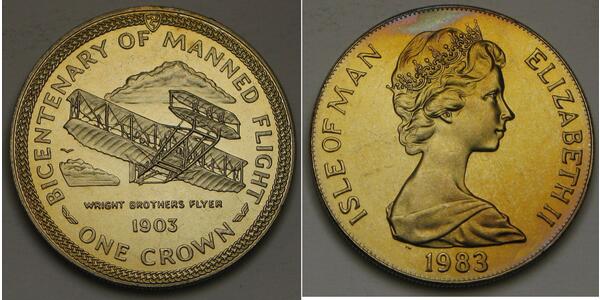 BICENTENARY OF MANNED FLIGHT
WRIGHT BROTHERS FLYER
1903
ONE CROWN
ISLE OF MAN
ELIZABETH II
1983